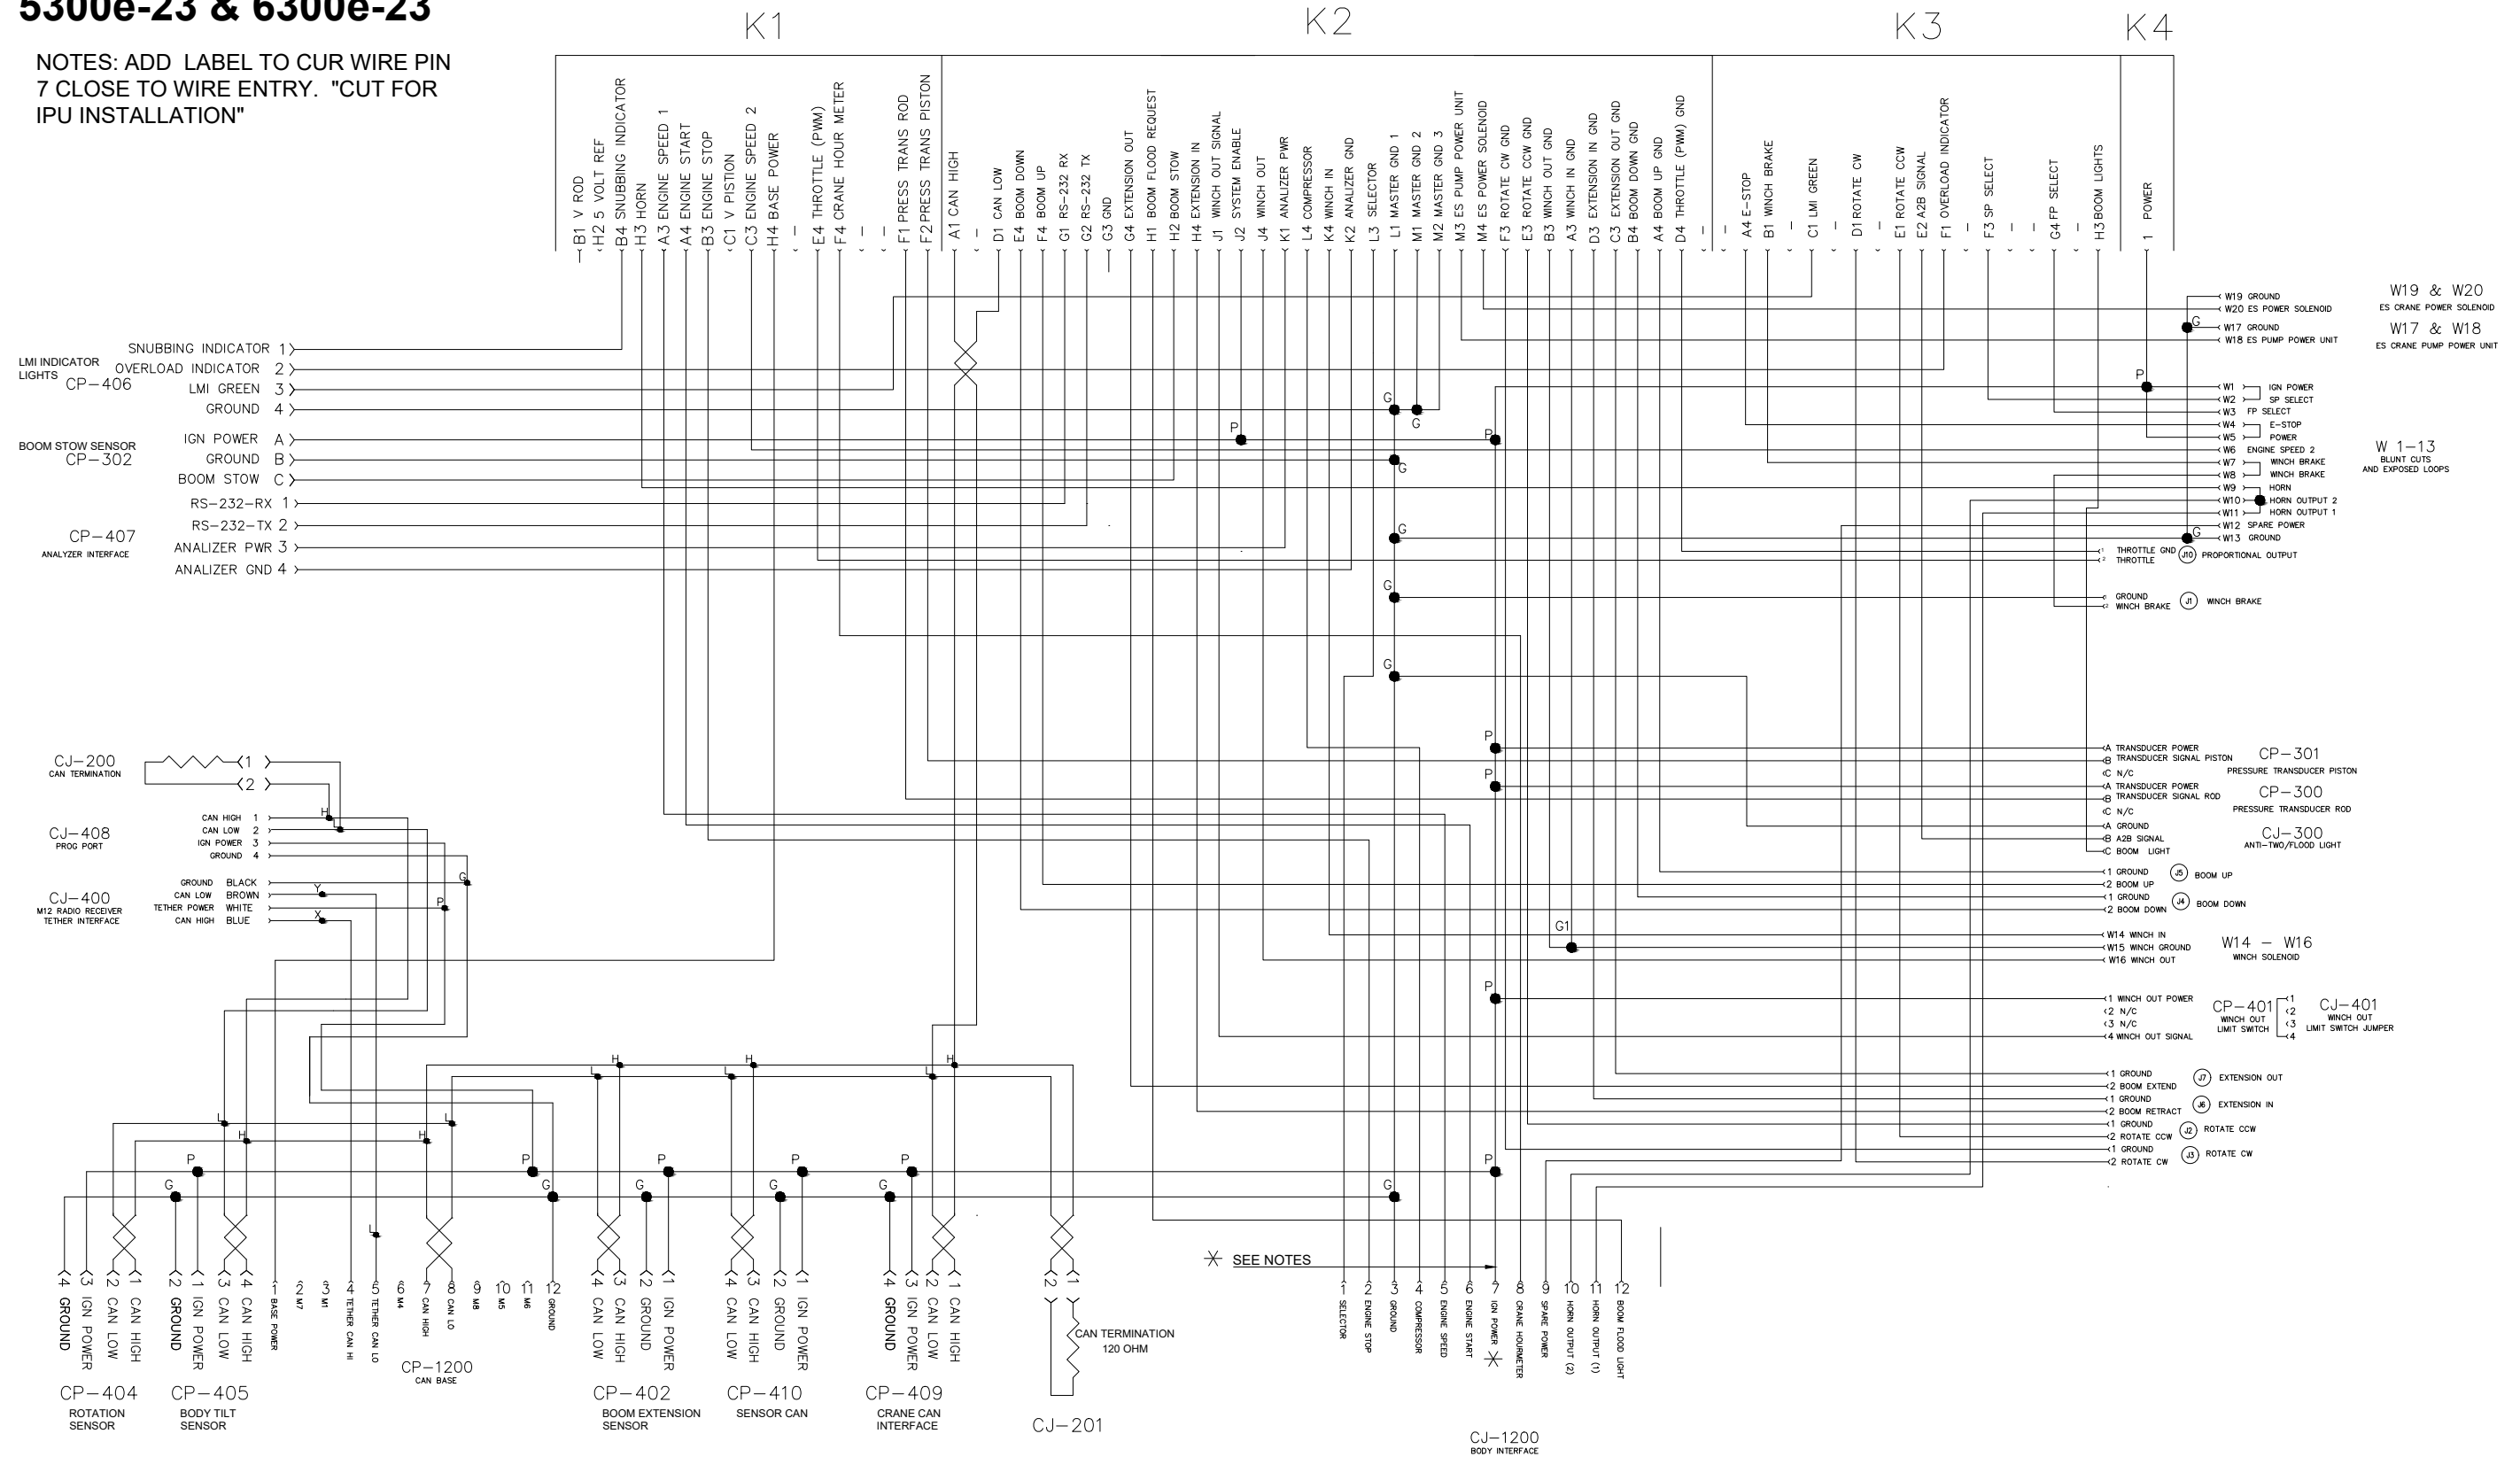 5300e-23 & 6300e-23
NOTES: ADD LABEL TO CUR WIRE PIN
7 CLOSE TO WIRE ENTRY. "CUT FOR
IPU INSTALLATION"
K1
K2
K3
K4
B1 V ROD
H2 5 VOLT REF
B4 SNUBBING INDICATOR
H3 HORN
A3 ENGINE SPEED 1
A4 ENGINE START
B3 ENGINE STOP
C1 V PISTION
C3 ENGINE SPEED 2
H4 BASE POWER
–
E4 THROTTLE (PWM)
F4 CRANE HOUR METER
–
–
F1 PRESS TRANS ROD
F2 PRESS TRANS PISTON
A1 CAN HIGH
–
D1 CAN LOW
E4 BOOM DOWN
F4 BOOM UP
G1 RS-232 RX
G2 RS-232 TX
G3 GND
G4 EXTENSION OUT
H1 BOOM FLOOD REQUEST
H2 BOOM STOW
H4 EXTENSION IN
J1 WINCH OUT SIGNAL
J2 SYSTEM ENABLE
J4 WINCH OUT
K1 ANALIZER PWR
L4 COMPRESSOR
K4 WINCH IN
K2 ANALIZER GND
L3 SELECTOR
L1 MASTER GND 1
M1 MASTER GND 2
M2 MASTER GND 3
M3 ES PUMP POWER UNIT
M4 ES POWER SOLENOID
F3 ROTATE CW GND
E3 ROTATE CCW GND
B3 WINCH OUT GND
A3 WINCH IN GND
D3 EXTENSION IN GND
C3 EXTENSION OUT GND
B4 BOOM DOWN GND
A4 BOOM UP GND
D4 THROTTLE (PWM) GND
–
–
A4 E-STOP
B1 WINCH BRAKE
–
C1 LMI GREEN
–
D1 ROTATE CW
–
E1 ROTATE CCW
E2 A2B SIGNAL
F1 OVERLOAD INDICATOR
–
F3 SP SELECT
–
–
G4 FP SELECT
–
H3 BOOM LIGHTS
1 POWER
LMI INDICATOR
LIGHTS
CP-406
SNUBBING INDICATOR 1
OVERLOAD INDICATOR 2
LMI GREEN 3
GROUND 4
BOOM STOW SENSOR
CP-302
IGN POWER A
GROUND B
BOOM STOW C
CP-407
ANALYZER INTERFACE
RS-232-RX 1
RS-232-TX 2
ANALIZER PWR 3
ANALIZER GND 4
W19 GROUND
W20 ES POWER SOLENOID
G
W17 GROUND
W18 ES PUMP POWER UNIT
W19 & W20
ES CRANE POWER SOLENOID
W17 & W18
ES CRANE PUMP POWER UNIT
P
W1 IGN POWER
W2 SP SELECT
W3 FP SELECT
W4 E-STOP
W5 POWER
W6 ENGINE SPEED 2
W7 WINCH BRAKE
W8 WINCH BRAKE
W9 HORN
W10 HORN OUTPUT 2
W11 HORN OUTPUT 1
W12 SPARE POWER
G
W13 GROUND
W 1-13
BLUNT CUTS
AND EXPOSED LOOPS
G
G
P
P
G
G
1 THROTTLE GND
2 THROTTLE
J10 PROPORTIONAL OUTPUT
G
GROUND
2 WINCH BRAKE
J1 WINCH BRAKE
G
CJ-200
CAN TERMINATION
1
2
H
L
CJ-408
PROG PORT
CAN HIGH 1
CAN LOW 2
IGN POWER 3
GROUND 4
CJ-400
M12 RADIO RECEIVER
TETHER INTERFACE
GROUND BLACK
CAN LOW BROWN
TETHER POWER WHITE
CAN HIGH BLUE
G
Y
P
X
P
A TRANSDUCER POWER
B TRANSDUCER SIGNAL PISTON
C N/C
CP-301
PRESSURE TRANSDUCER PISTON
P
A TRANSDUCER POWER
B TRANSDUCER SIGNAL ROD
C N/C
CP-300
PRESSURE TRANSDUCER ROD
A GROUND
B A2B SIGNAL
C BOOM LIGHT
CJ-300
ANTI-TWO/FLOOD LIGHT
1 GROUND
2 BOOM UP
J5 BOOM UP
1 GROUND
2 BOOM DOWN
J4 BOOM DOWN
G1
W14 WINCH IN
W15 WINCH GROUND
W16 WINCH OUT
W14 – W16
WINCH SOLENOID
P
1 WINCH OUT POWER
2 N/C
3 N/C
4 WINCH OUT SIGNAL
CP-401
WINCH OUT
LIMIT SWITCH
1
2
3
4
CJ-401
WINCH OUT
LIMIT SWITCH JUMPER
1 GROUND
2 BOOM EXTEND
J7 EXTENSION OUT
1 GROUND
2 BOOM RETRACT
J6 EXTENSION IN
1 GROUND
2 ROTATE CCW
J2 ROTATE CCW
1 GROUND
2 ROTATE CW
J3 ROTATE CW
H
H
H
L
L
L
L
L
H
H
P
P
P
P
P
P
G
G
G
G
G
G
L
4 GROUND
3 IGN POWER
2 CAN LOW
1 CAN HIGH
CP-404
ROTATION
SENSOR
2 GROUND
1 IGN POWER
3 CAN LOW
4 CAN HIGH
CP-405
BODY TILT
SENSOR
1 BASE POWER
2 M7
3 M1
4 TETHER CAN HI
5 TETHER CAN LO
6 M4
7 CAN HIGH
8 CAN LO
9 M8
10 M5
11 M6
12 GROUND
CP-1200
CAN BASE
4 CAN LOW
3 CAN HIGH
2 GROUND
1 IGN POWER
CP-402
BOOM EXTENSION
SENSOR
4 CAN LOW
3 CAN HIGH
2 GROUND
1 IGN POWER
CP-410
SENSOR CAN
4 GROUND
3 IGN POWER
2 CAN LOW
1 CAN HIGH
CP-409
CRANE CAN
INTERFACE
2
1
CAN TERMINATION
120 OHM
CJ-201
SEE NOTES
1 SELECTOR
2 ENGINE STOP
3 GROUND
4 COMPRESSOR
5 ENGINE SPEED
6 ENGINE START
7 IGN POWER
8 CRANE HOURMETER
9 SPARE POWER
10 HORN OUTPUT (2)
11 HORN OUTPUT (1)
12 BOOM FLOOD LIGHT
CJ-1200
BODY INTERFACE